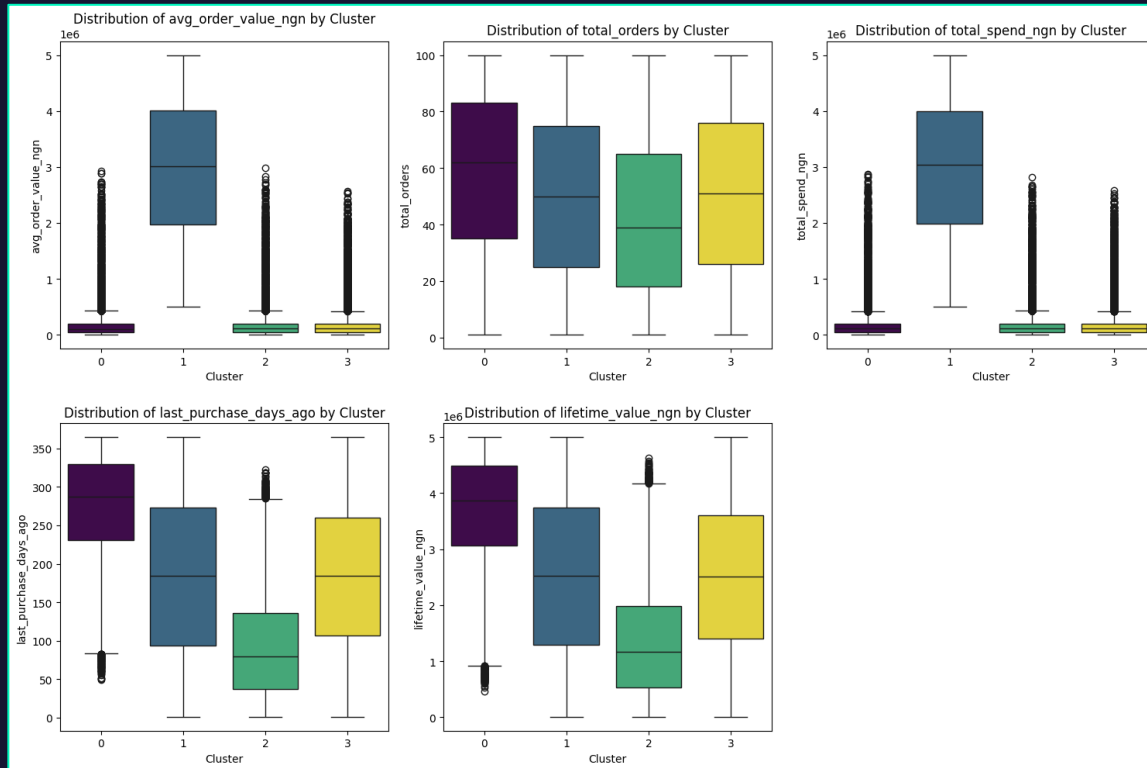 Distribution of avg_order_value_ngn by Cluster
1e6
5
4
3
2
1
0
avg_order_value_ngn
0 1 2 3
Cluster
Distribution of total_orders by Cluster
100
80
60
40
20
0
total_orders
0 1 2 3
Cluster
Distribution of total_spend_ngn by Cluster
1e6
5
4
3
2
1
0
total_spend_ngn
0 1 2 3
Cluster
Distribution of last_purchase_days_ago by Cluster
350
300
250
200
150
100
50
0
last_purchase_days_ago
0 1 2 3
Cluster
Distribution of lifetime_value_ngn by Cluster
1e6
5
4
3
2
1
0
lifetime_value_ngn
0 1 2 3
Cluster